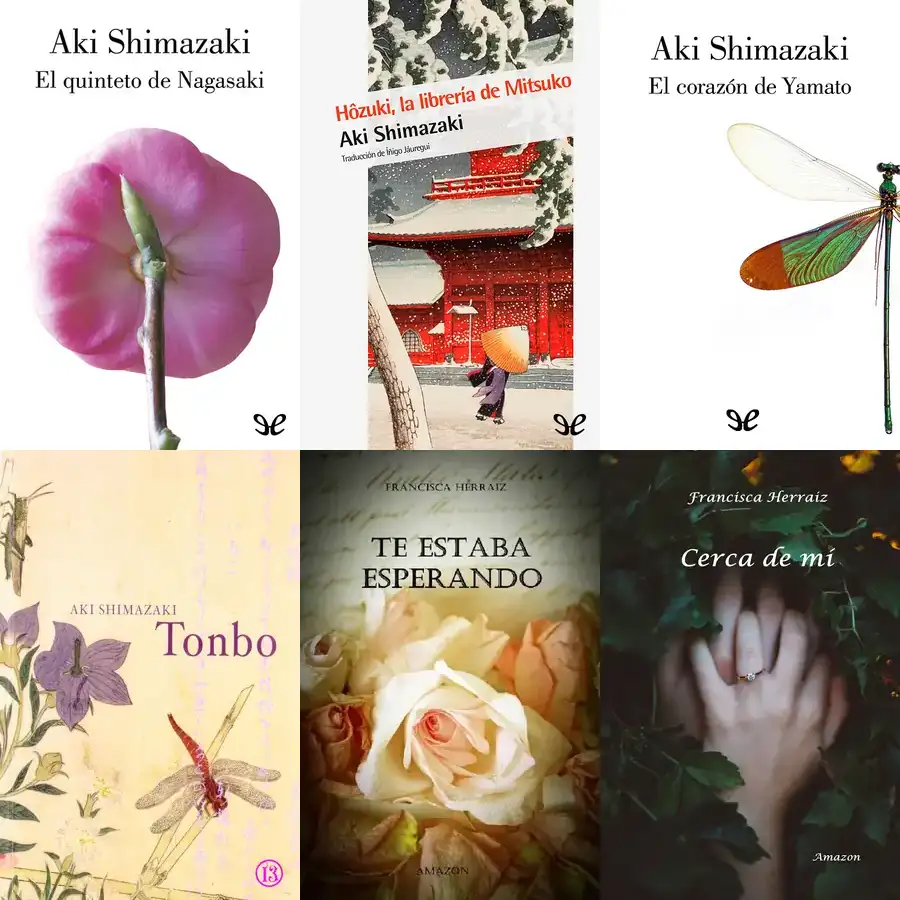 Aki Shimazaki
El quinteto de Nagasaki
Hôzuki, la librería de Mitsuko
Aki Shimazaki
Traducción de Íñigo Jáuregui
Aki Shimazaki
El corazón de Yamato
AKI SHIMAZAKI
Tonbo
13
FRANCISCA HERRAIZ
TE ESTABA
ESPERANDO
AMAZON
Francisca Herraiz
Cerca de mí
Amazon